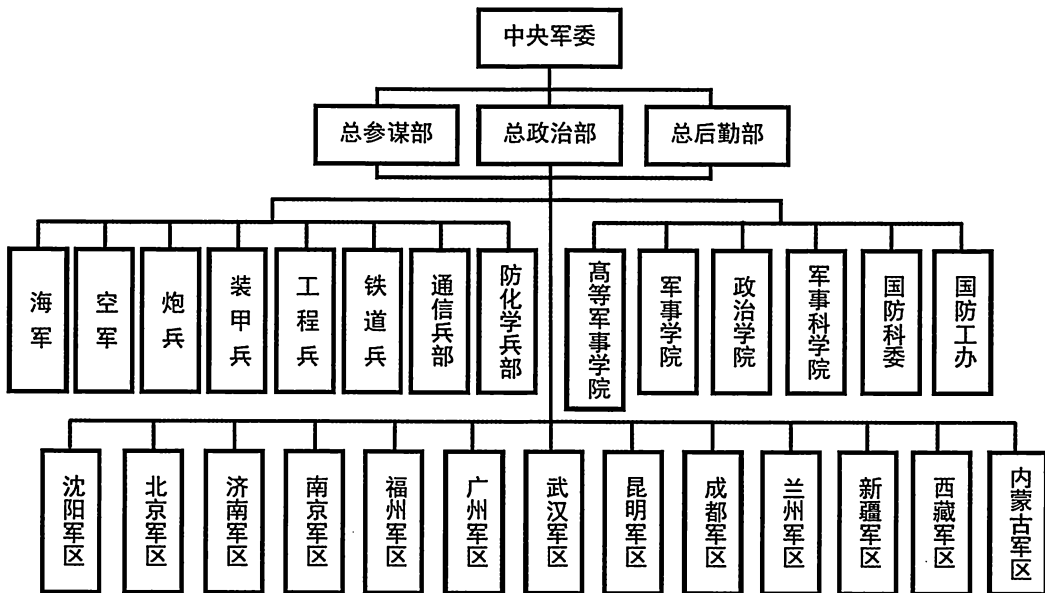 中央军委
总参谋部
总政治部
总后勤部
海军
空军
炮兵
装甲兵
工程兵
铁道兵
通信兵部
防化学兵部
高等军事学院
军事学院
政治学院
军事科学院
国防科委
国防工办
沈阳军区
北京军区
济南军区
南京军区
福州军区
广州军区
武汉军区
昆明军区
成都军区
兰州军区
新疆军区
西藏军区
内蒙古军区